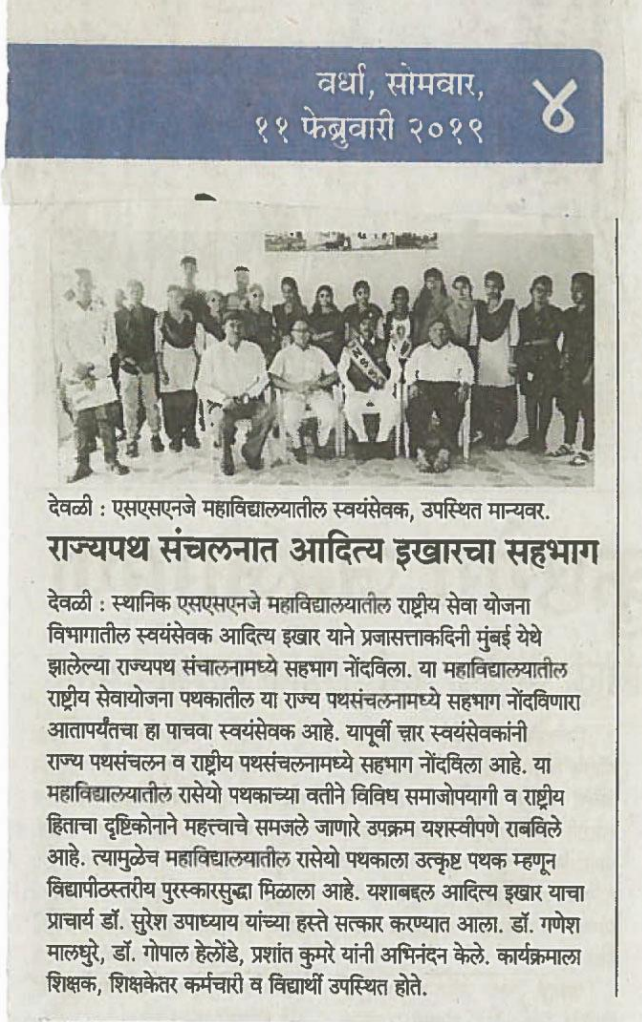 वर्धा, सोमवार,
११ फेब्रुवारी २०१९
४
देवळी : एसएसएनजे महाविद्यालयातील स्वयंसेवक, उपस्थित मान्यवर.
राज्यपथ संचलनात आदित्य इखारचा सहभाग
देवळी : स्थानिक एसएसएनजे महाविद्यालयातील राष्ट्रीय सेवा योजना
विभागातील स्वयंसेवक आदित्य इखार याने प्रजासत्ताकदिनी मुंबई येथे
झालेल्या राज्यपथ संचालनामध्ये सहभाग नोंदविला. या महाविद्यालयातील
राष्ट्रीय सेवायोजना पथकातील या राज्य पथसंचलनामध्ये सहभाग नोंदविणारा
आतापर्यंतचा हा पाचवा स्वयंसेवक आहे. यापूर्वी चार स्वयंसेवकांनी
राज्य पथसंचलन व राष्ट्रीय पथसंचलनामध्ये सहभाग नोंदविला आहे. या
महाविद्यालयातील रासेयो पथकाच्या वतीने विविध समाजोपयागी व राष्ट्रीय
हिताचा दृष्टिकोनाने महत्त्वाचे समजले जाणारे उपक्रम यशस्वीपणे राबविले
आहे. त्यामुळेच महाविद्यालयातील रासेयो पथकाला उत्कृष्ट पथक म्हणून
विद्यापीठस्तरीय पुरस्कारसुद्धा मिळाला आहे. यशाबद्दल आदित्य इखार याचा
प्राचार्य डॉ. सुरेश उपाध्याय यांच्या हस्ते सत्कार करण्यात आला. डॉ. गणेश
मालधुरे, डॉ. गोपाल हेलोंडे, प्रशांत कुमरे यांनी अभिनंदन केले. कार्यक्रमाला
शिक्षक, शिक्षकेतर कर्मचारी व विद्यार्थी उपस्थित होते.